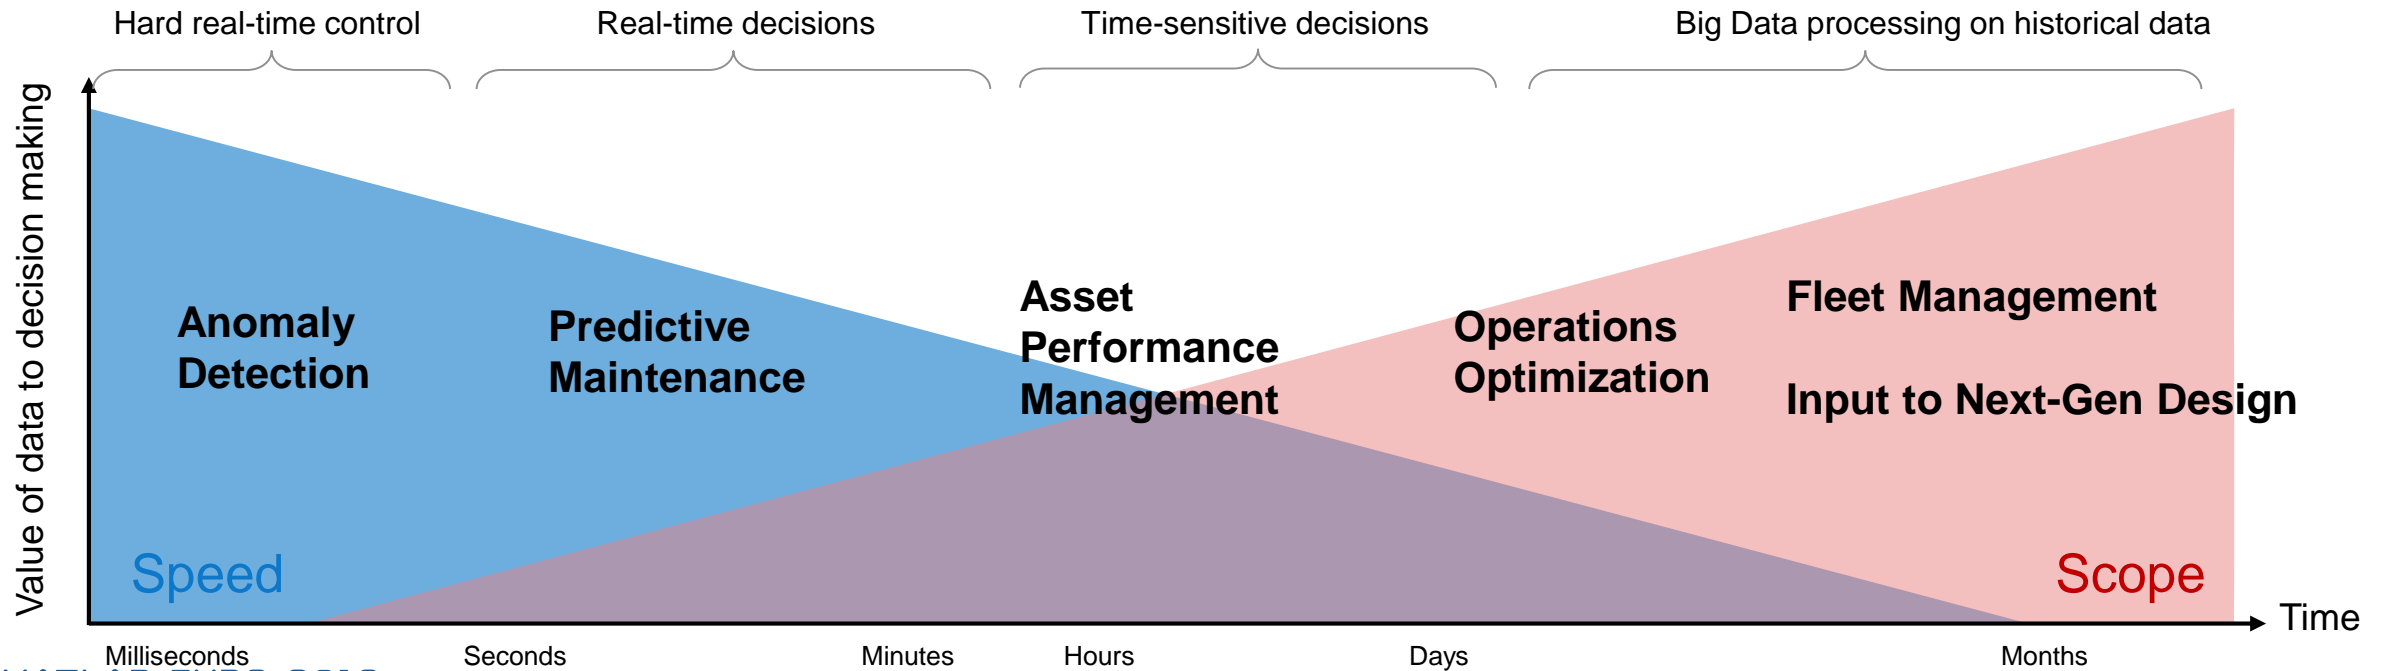 Hard real-time control
Real-time decisions
Time-sensitive decisions
Big Data processing on historical data
Value of data to decision making
Anomaly
Detection
Predictive
Maintenance
Asset
Performance
Management
Operations
Optimization
Fleet Management
Input to Next-Gen Design
Speed
Scope
Time
Milliseconds
Seconds
Minutes
Hours
Days
Months